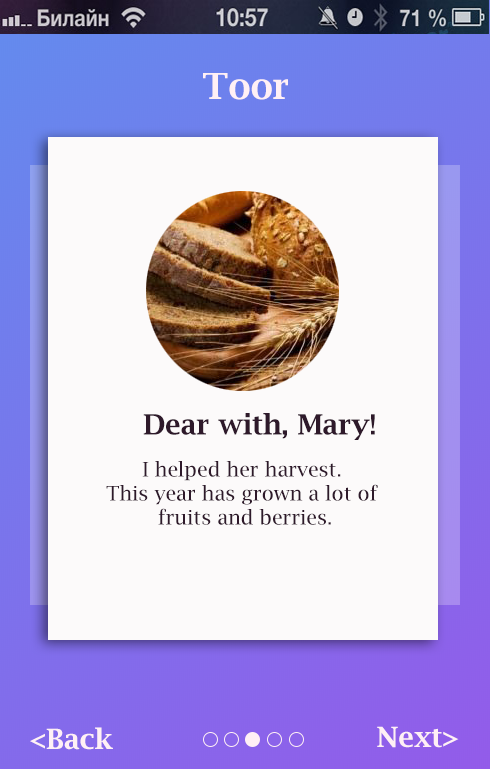 Билайн 10:57 71 %
Toor
Dear with, Mary!
I helped her harvest.
This year has grown a lot of
fruits and berries.
<Back Next>